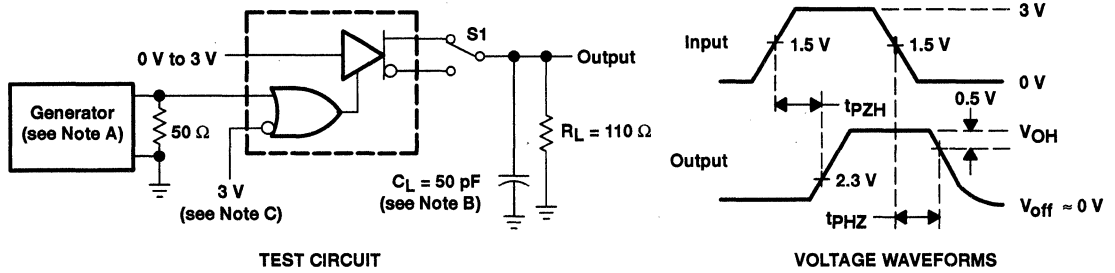 0 V to 3 V
S1
Output
Generator
(see Note A)
50 Ω
3 V
(see Note C)
CL = 50 pF
(see Note B)
RL = 110 Ω
TEST CIRCUIT
Input
3 V
1.5 V
1.5 V
0 V
tPZH
0.5 V
VOH
Output
2.3 V
Voff ≈ 0 V
tPHZ
VOLTAGE WAVEFORMS